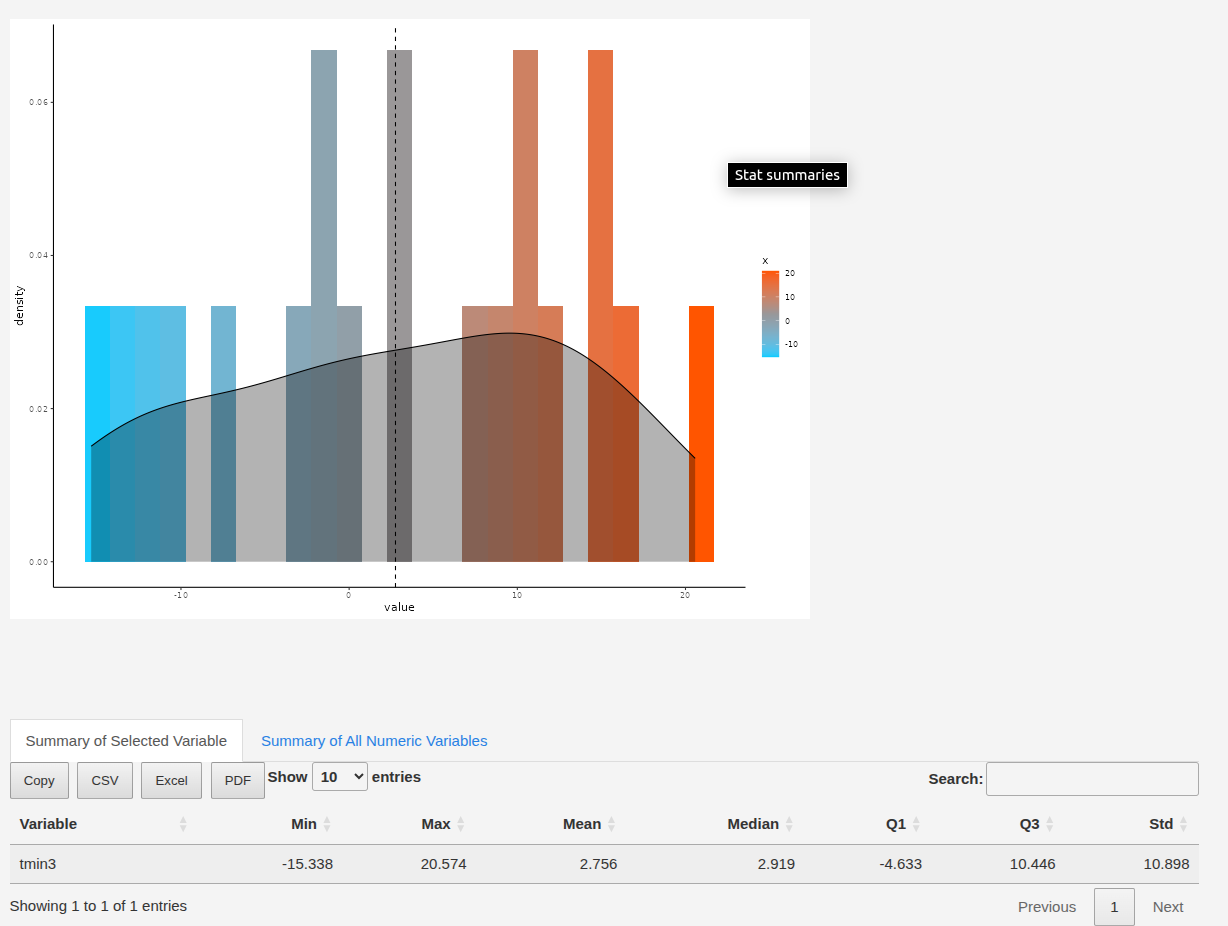 0.06
Stat summaries
0.04
x
20
10
0
-10
density
0.02
0.00
-10 0 10 20
value
Summary of Selected Variable Summary of All Numeric Variables
Copy CSV Excel PDF Show 10 entries Search:
Variable Min Max Mean Median Q1 Q3 Std
tmin3 -15.338 20.574 2.756 2.919 -4.633 10.446 10.898
Showing 1 to 1 of 1 entries Previous 1 Next